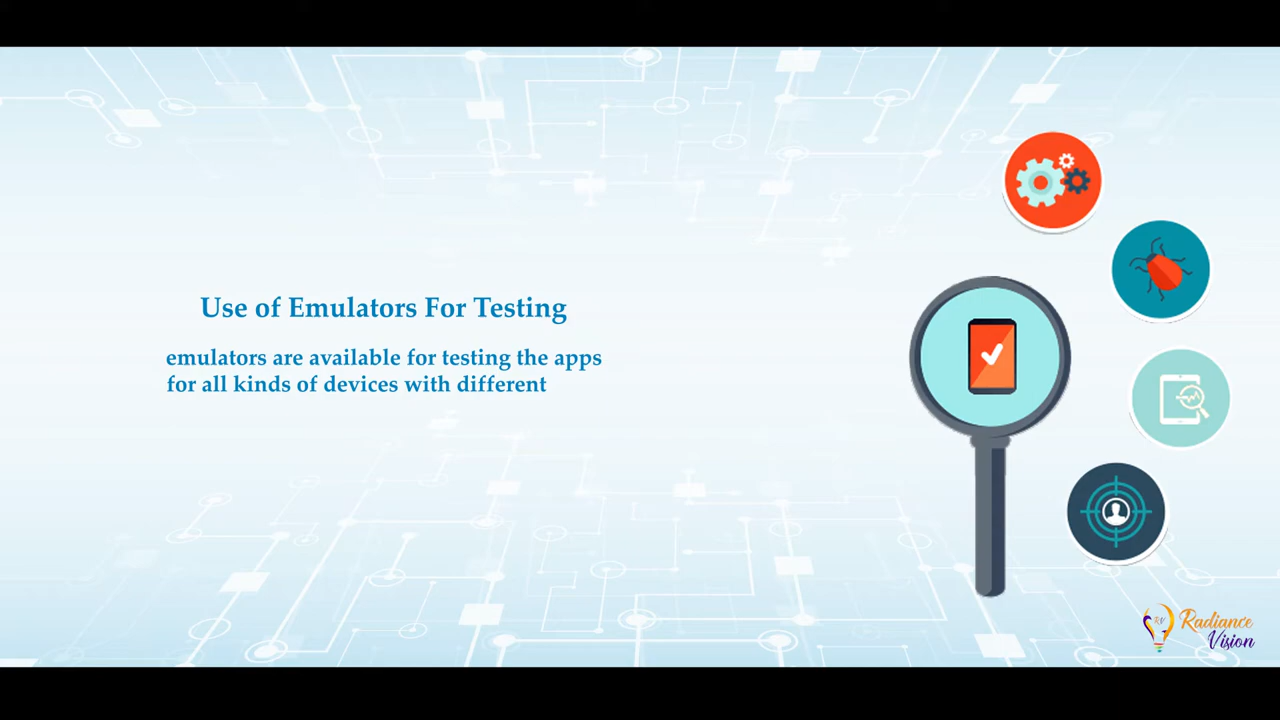 Use of Emulators For Testing
emulators are available for testing the apps
for all kinds of devices with different
RV
Radiance
Vision